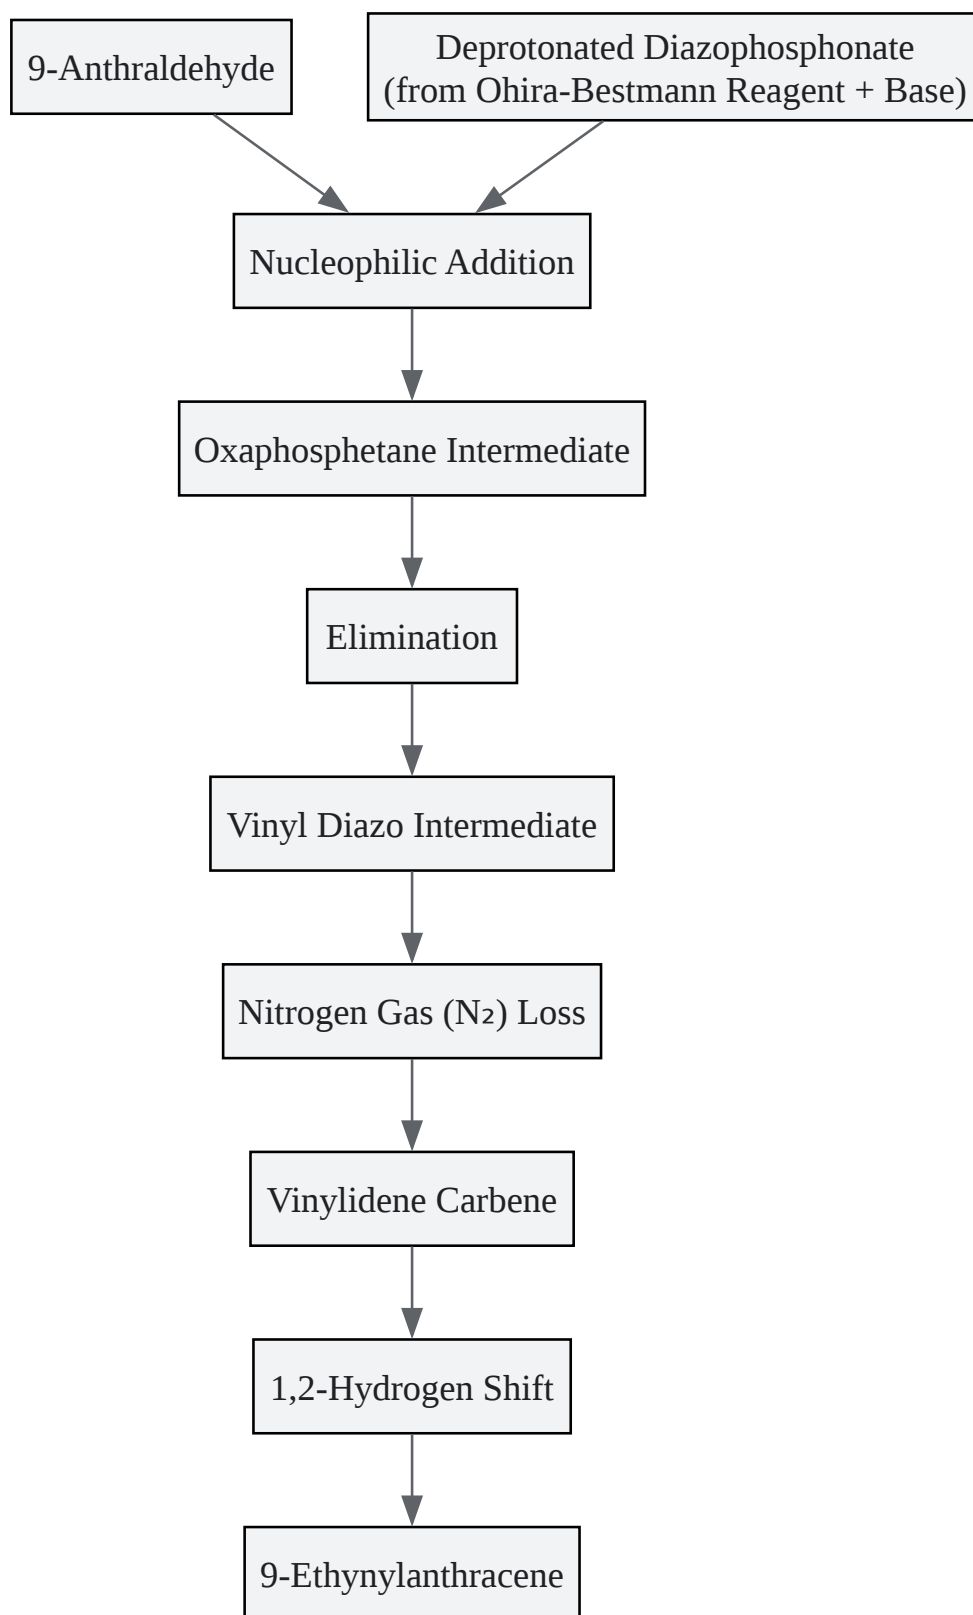 9-Anthraldehyde
Deprotonated Diazophosphonate
(from Ohira-Bestmann Reagent + Base)
Nucleophilic Addition
Oxaphosphetane Intermediate
Elimination
Vinyl Diazo Intermediate
Nitrogen Gas (N₂) Loss
Vinylidene Carbene
1,2-Hydrogen Shift
9-Ethynylanthracene